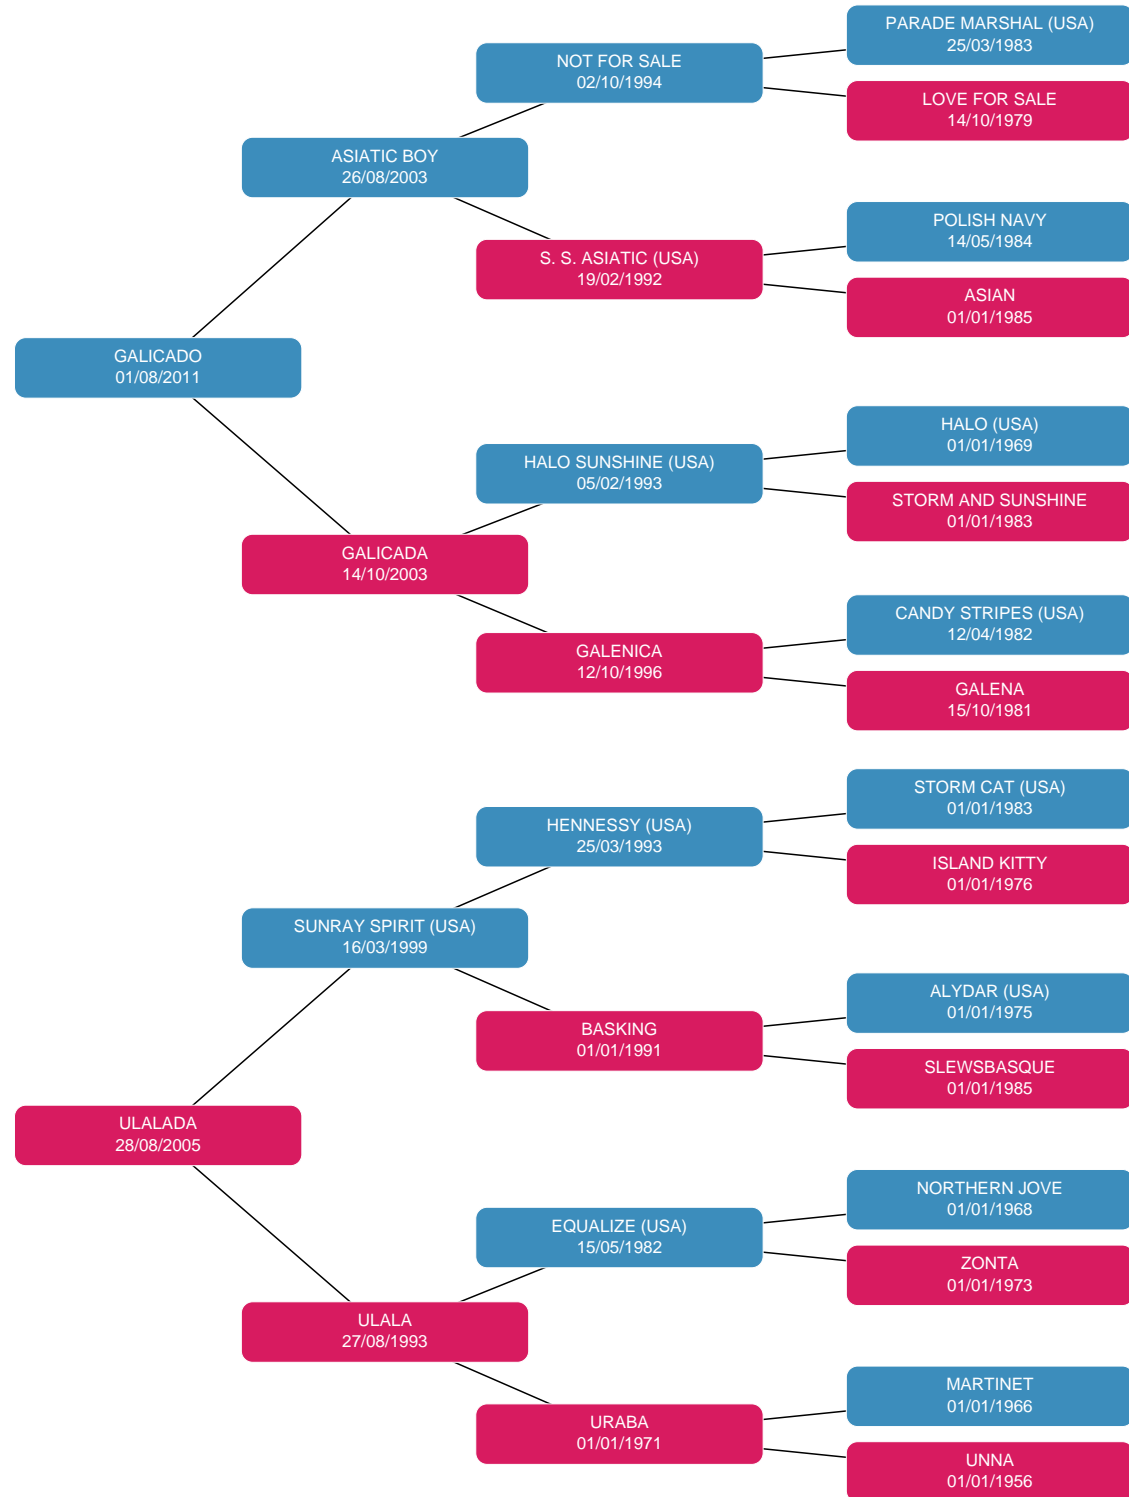 PARADE MARSHAL (USA)
25/03/1983
NOT FOR SALE
02/10/1994
LOVE FOR SALE
14/10/1979
ASIATIC BOY
26/08/2003
POLISH NAVY
14/05/1984
S. S. ASIATIC (USA)
19/02/1992
ASIAN
01/01/1985
GALICADO
01/08/2011
HALO (USA)
01/01/1969
HALO SUNSHINE (USA)
05/02/1993
STORM AND SUNSHINE
01/01/1983
GALICADA
14/10/2003
CANDY STRIPES (USA)
12/04/1982
GALENICA
12/10/1996
GALENA
15/10/1981
STORM CAT (USA)
01/01/1983
HENNESSY (USA)
25/03/1993
ISLAND KITTY
01/01/1976
SUNRAY SPIRIT (USA)
16/03/1999
ALYDAR (USA)
01/01/1975
BASKING
01/01/1991
SLEWSBASQUE
01/01/1985
ULALADA
28/08/2005
NORTHERN JOVE
01/01/1968
EQUALIZE (USA)
15/05/1982
ZONTA
01/01/1973
ULALA
27/08/1993
MARTINET
01/01/1966
URABA
01/01/1971
UNNA
01/01/1956